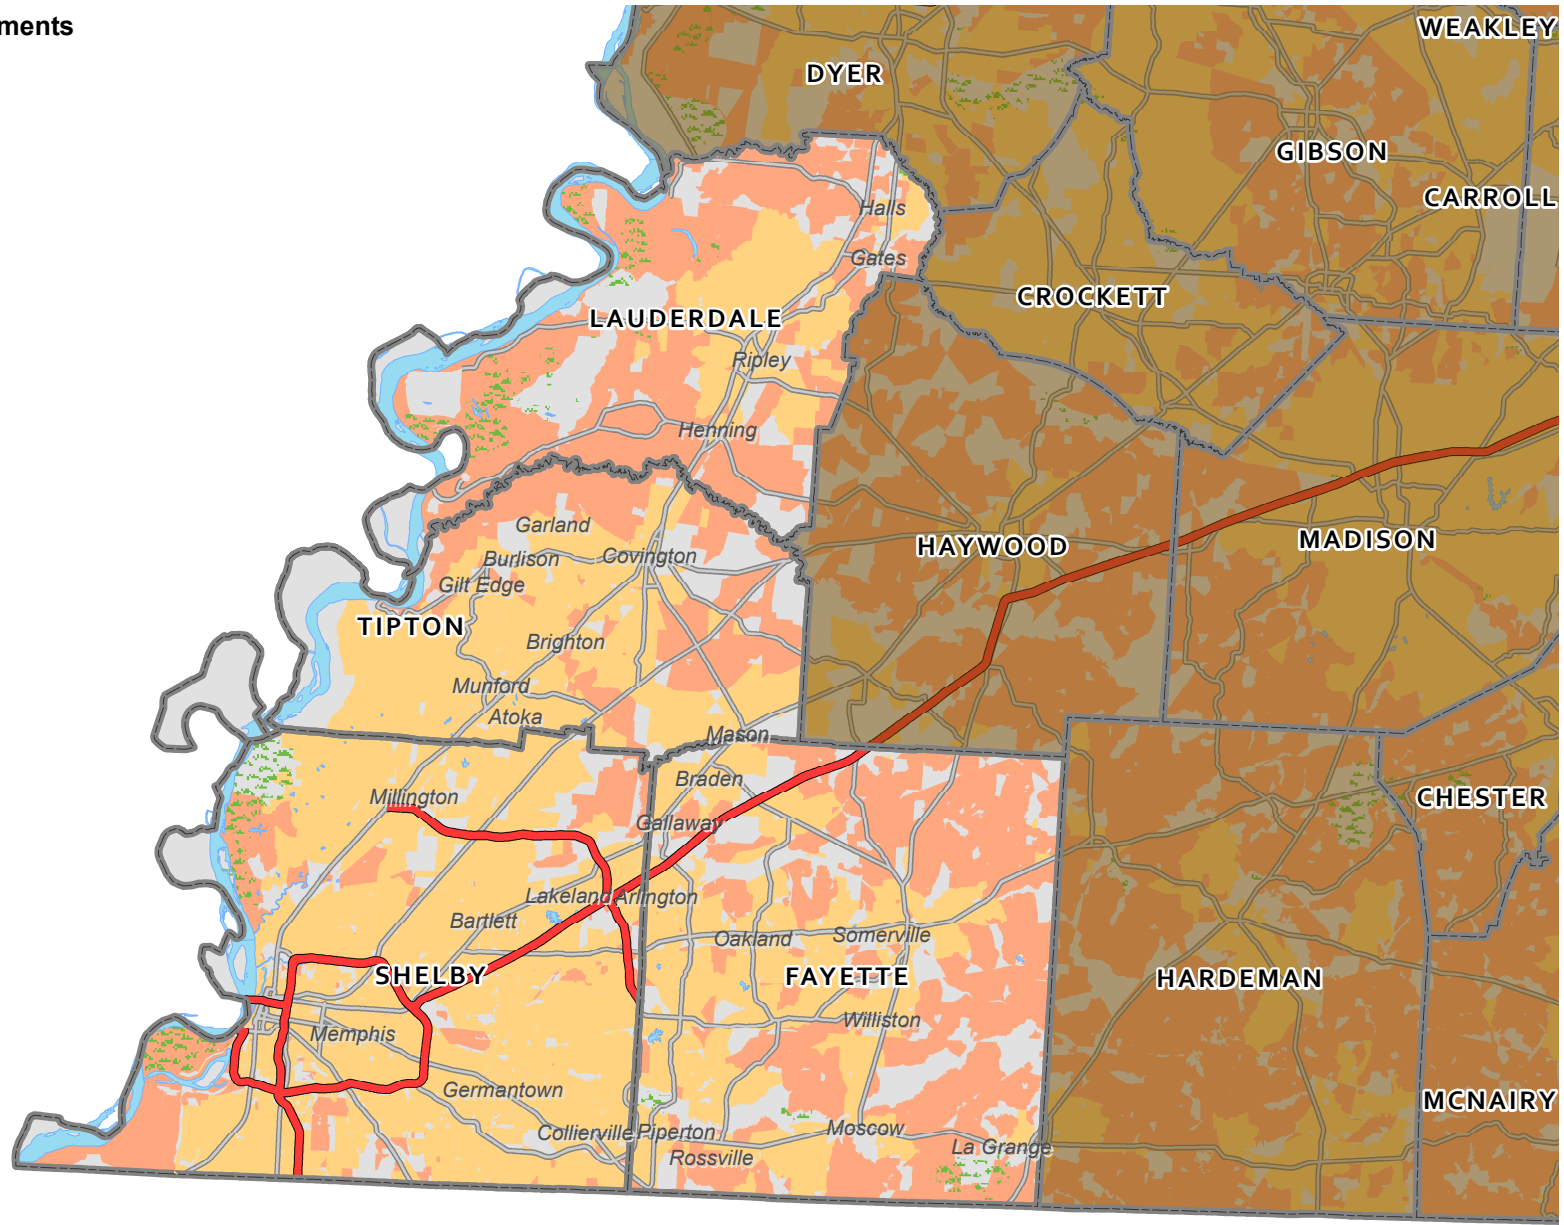 ments
WEAKLEY
DYER
GIBSON
CARROLL
Halls
Gates
CROCKETT
LAUDERDALE
Ripley
Henning
Garland
Burlison
Covington
Gilt Edge
HAYWOOD
MADISON
TIPTON
Brighton
Munford
Atoka
Mason
Braden
Millington
CHESTER
Gallaway
Lakeland
Arlington
Bartlett
Oakland
Somerville
SHELBY
FAYETTE
HARDEMAN
Memphis
Williston
Germantown
MCNAIRY
Collierville
Piperton
Moscow
La Grange
Rossville